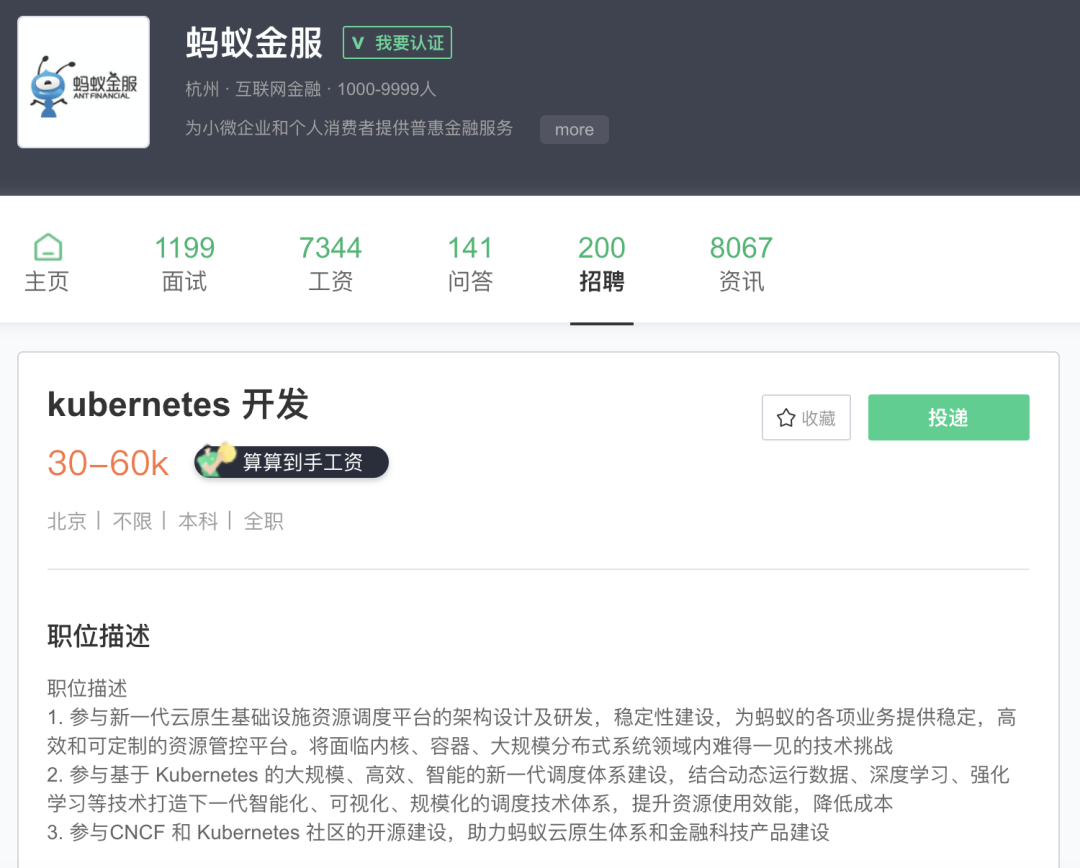 蚂蚁金服
ANT FINANCIAL
蚂蚁金服 V 我要认证
杭州 · 互联网金融 · 1000-9999人
为小微企业和个人消费者提供普惠金融服务 more
1199 7344 141 200 8067
主页 面试 工资 问答 招聘 资讯
kubernetes 开发
收藏 投递
30–60k 算算到手工资
北京丨 不限丨 本科丨 全职
职位描述
职位描述
1. 参与新一代云原生基础设施资源调度平台的架构设计及研发，稳定性建设，为蚂蚁的各项业务提供稳定，高
效和可定制的资源管控平台。将面临内核、容器、大规模分布式系统领域内难得一见的技术挑战
2. 参与基于 Kubernetes 的大规模、高效、智能的新一代调度体系建设，结合动态运行数据、深度学习、强化
学习等技术打造下一代智能化、可视化、规模化的调度技术体系，提升资源使用效能，降低成本
3. 参与CNCF 和 Kubernetes 社区的开源建设，助力蚂蚁云原生体系和金融科技产品建设